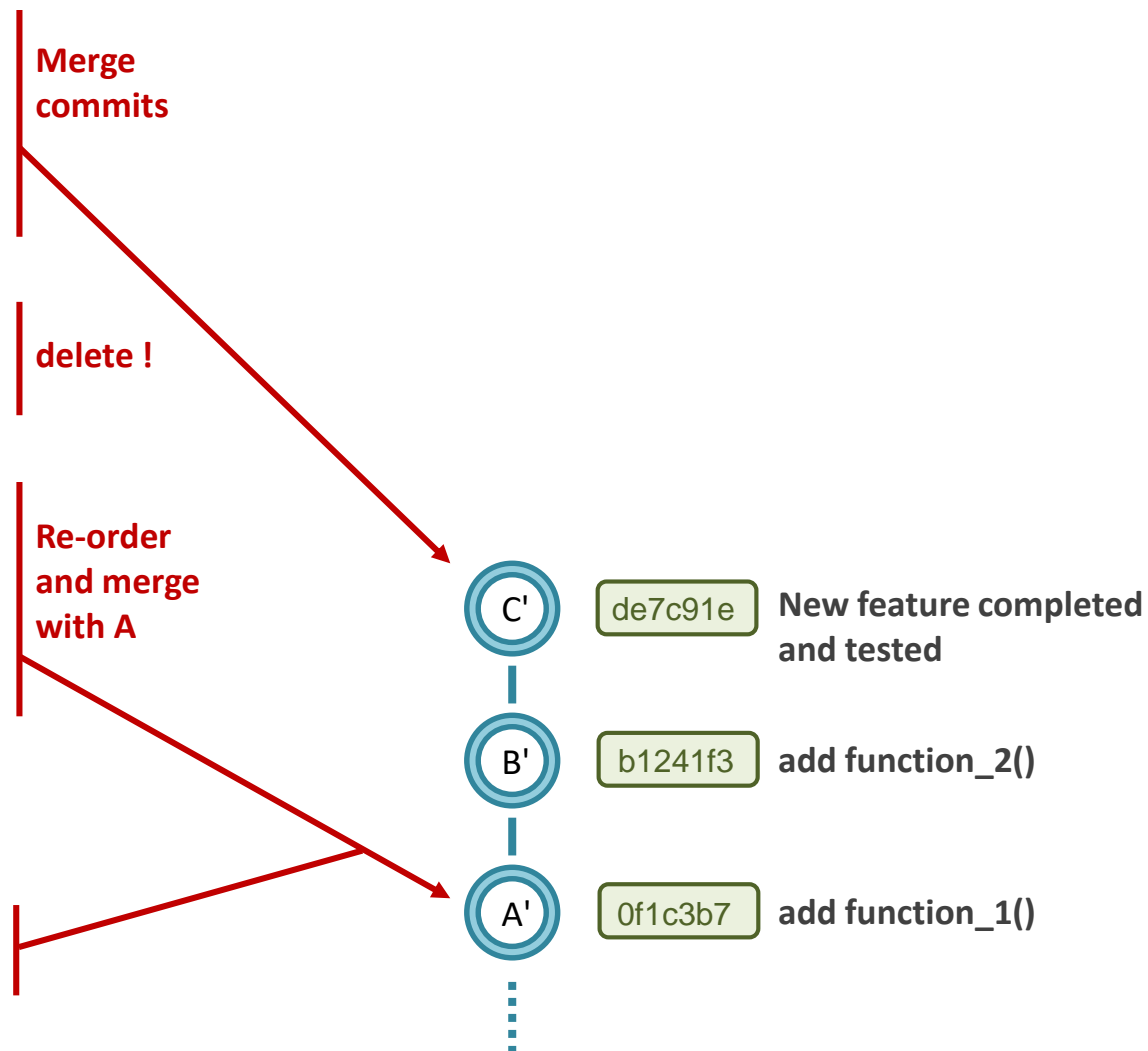 Merge
commits
delete !
Re-order
and merge
with A
C'
de7c91e
New feature completed
and tested
B'
b1241f3
add function_2()
A'
0f1c3b7
add function_1()